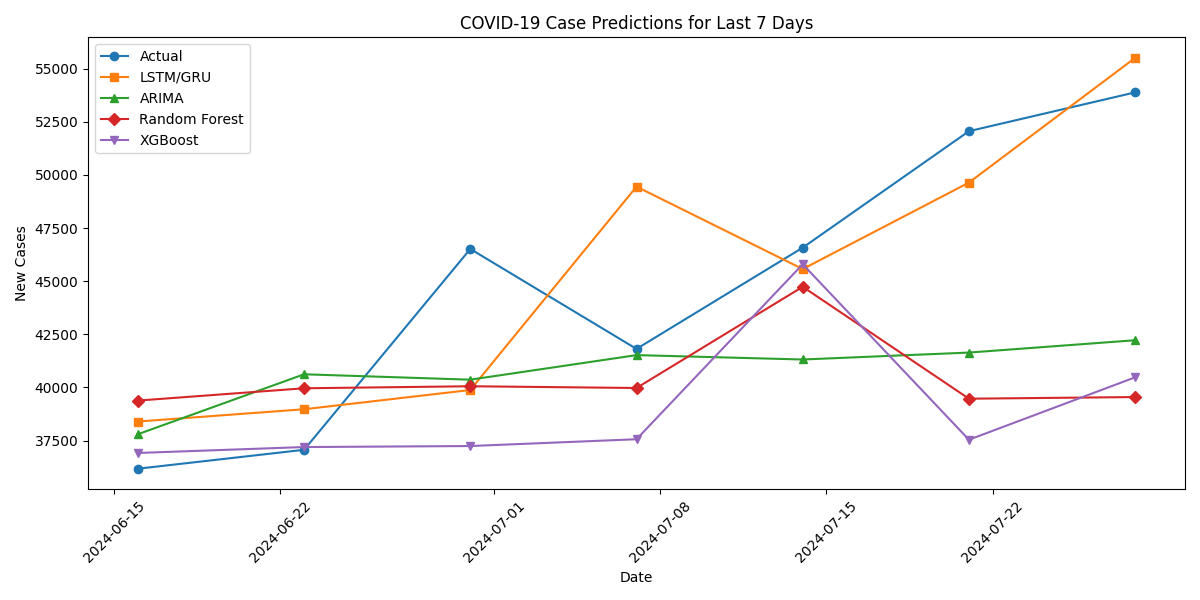 COVID-19 Case Predictions for Last 7 Days
Actual
LSTM/GRU
ARIMA
Random Forest
XGBoost
New Cases
55000
52500
50000
47500
45000
42500
40000
37500
2024-06-15
2024-06-22
2024-07-01
2024-07-08
2024-07-15
2024-07-22
Date